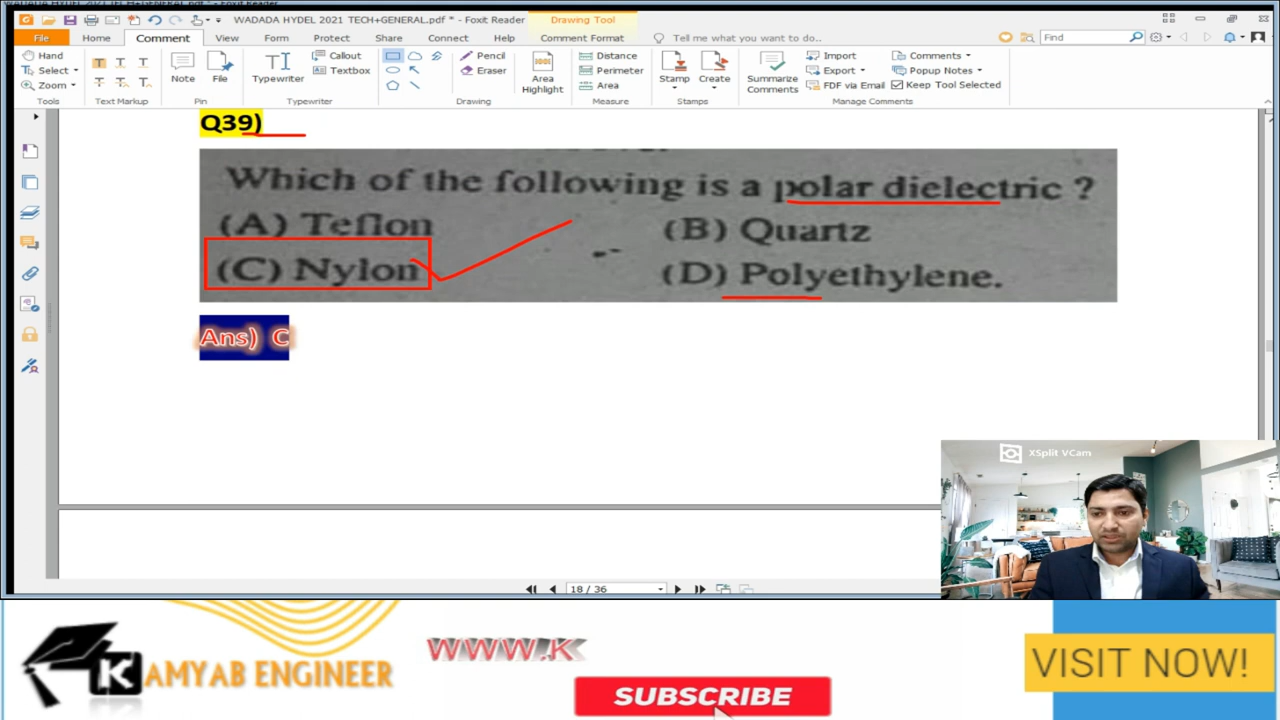 WADADA HYDEL 2021 TECH+GENERAL.pdf * - Foxit Reader
Drawing Tool
File Home Comment View Form Protect Share Connect Help Comment Format Tell me what you want to do.. Find
Hand
Select
Zoom
Tools
Text Markup
Note
File
Pin
Typewriter
Callout
Textbox
Typewriter
Pencil
Eraser
Drawing
Area Highlight
Distance
Perimeter
Area
Measure
Stamp
Create
Stamps
Summarize Comments
Import
Export
FDF via Email
Comments
Popup Notes
Keep Tool Selected
Manage Comments
Q39)
Which of the following is a polar dielectric ?
(A) Teflon (B) Quartz
(C) Nylon (D) Polyethylene.
Ans) C
XSplit VCam
18 / 36
KAMYAB ENGINEER
WWW.K
SUBSCRIBE
VISIT NOW!